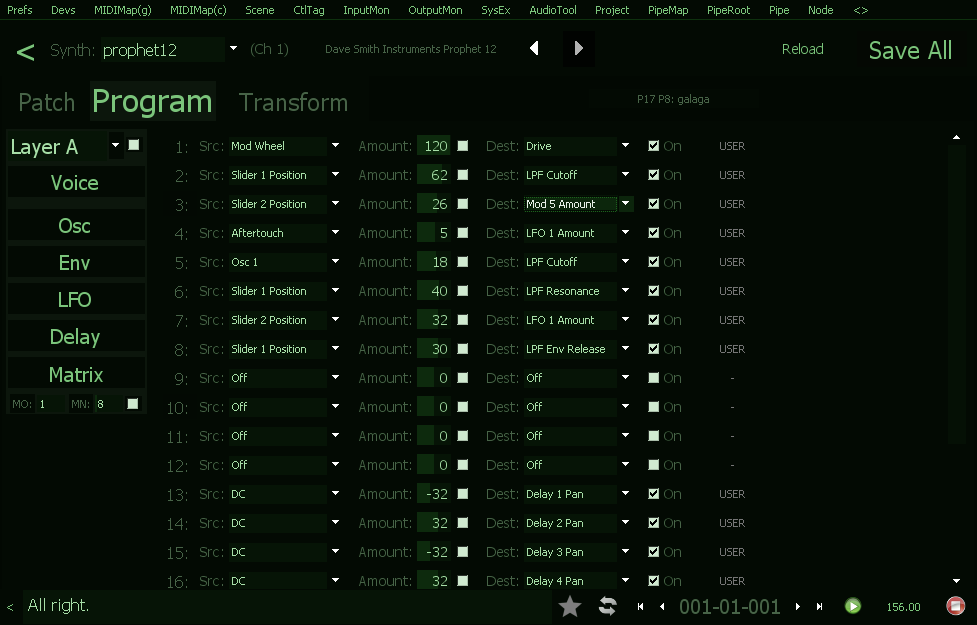 Prefs Devs MIDIMap(g) MIDIMap(c) Scene CtlTag InputMon OutputMon SysEx AudioTool Project PipeMap PipeRoot Pipe Node <>
< Synth: prophet12 (Ch 1) Dave Smith Instruments Prophet 12 Reload Save All
Patch Program Transform P17 P8: galaga
Layer A
Voice
Osc
Env
LFO
Delay
Matrix
MO: 1 MN: 8
1: Src: Mod Wheel Amount: 120 Dest: Drive On USER
2: Src: Slider 1 Position Amount: 62 Dest: LPF Cutoff On USER
3: Src: Slider 2 Position Amount: 26 Dest: Mod 5 Amount On USER
4: Src: Aftertouch Amount: 5 Dest: LFO 1 Amount On USER
5: Src: Osc 1 Amount: 18 Dest: LPF Cutoff On USER
6: Src: Slider 1 Position Amount: 40 Dest: LPF Resonance On USER
7: Src: Slider 2 Position Amount: 32 Dest: LFO 1 Amount On USER
8: Src: Slider 1 Position Amount: 30 Dest: LPF Env Release On USER
9: Src: Off Amount: 0 Dest: Off On -
10: Src: Off Amount: 0 Dest: Off On -
11: Src: Off Amount: 0 Dest: Off On -
12: Src: Off Amount: 0 Dest: Off On -
13: Src: DC Amount: -32 Dest: Delay 1 Pan On USER
14: Src: DC Amount: 32 Dest: Delay 2 Pan On USER
15: Src: DC Amount: -32 Dest: Delay 3 Pan On USER
16: Src: DC Amount: 32 Dest: Delay 4 Pan On USER
< All right. 001-01-001 156.00